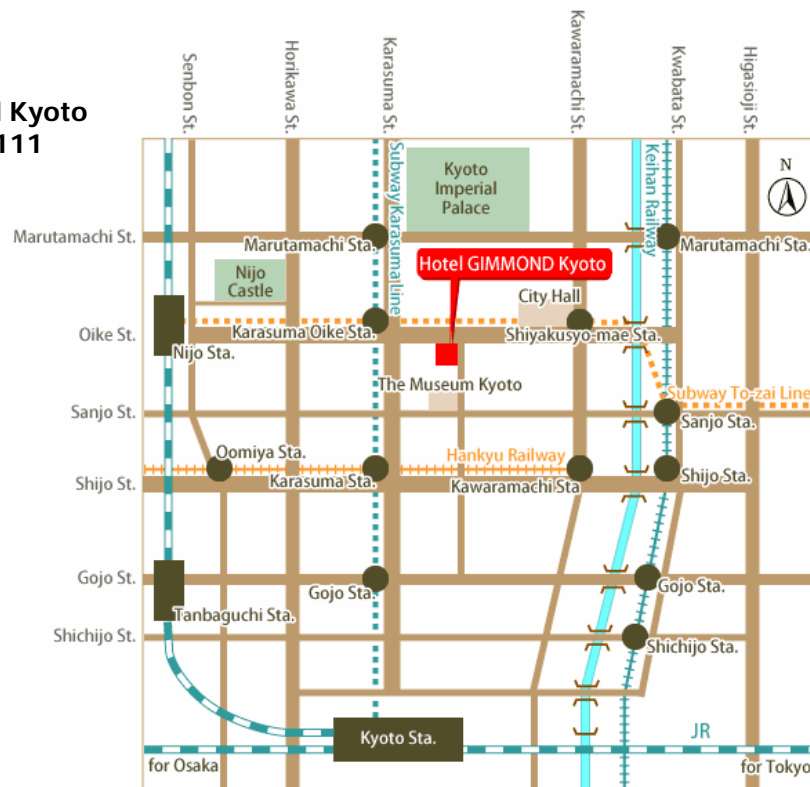 Senbon St.
Horikawa St.
Karasuma St.
Kawaramachi St.
Kwabata St.
Higasioji St.
Kyoto
111
N
Kyoto
Imperial
Palace
Subway Karasuma Line
Keihan Railway
Marutamachi St.
Marutamachi Sta.
Marutamachi Sta.
Hotel GIMMOND Kyoto
Nijo
Castle
City Hall
Oike St.
Karasuma Oike Sta.
Shiyakusyo-mae Sta.
Nijo Sta.
The Museum Kyoto
Subway To-zai Line
Sanjo St.
Sanjo Sta.
Oomiya Sta.
Hankyu Railway
Shijo St.
Karasuma Sta.
Kawaramachi Sta
Shijo Sta.
Gojo St.
Gojo Sta.
Gojo Sta.
Tanbaguchi Sta.
Shichijo St.
Shichijo Sta.
Kyoto Sta.
JR
for Osaka
for Tokyo